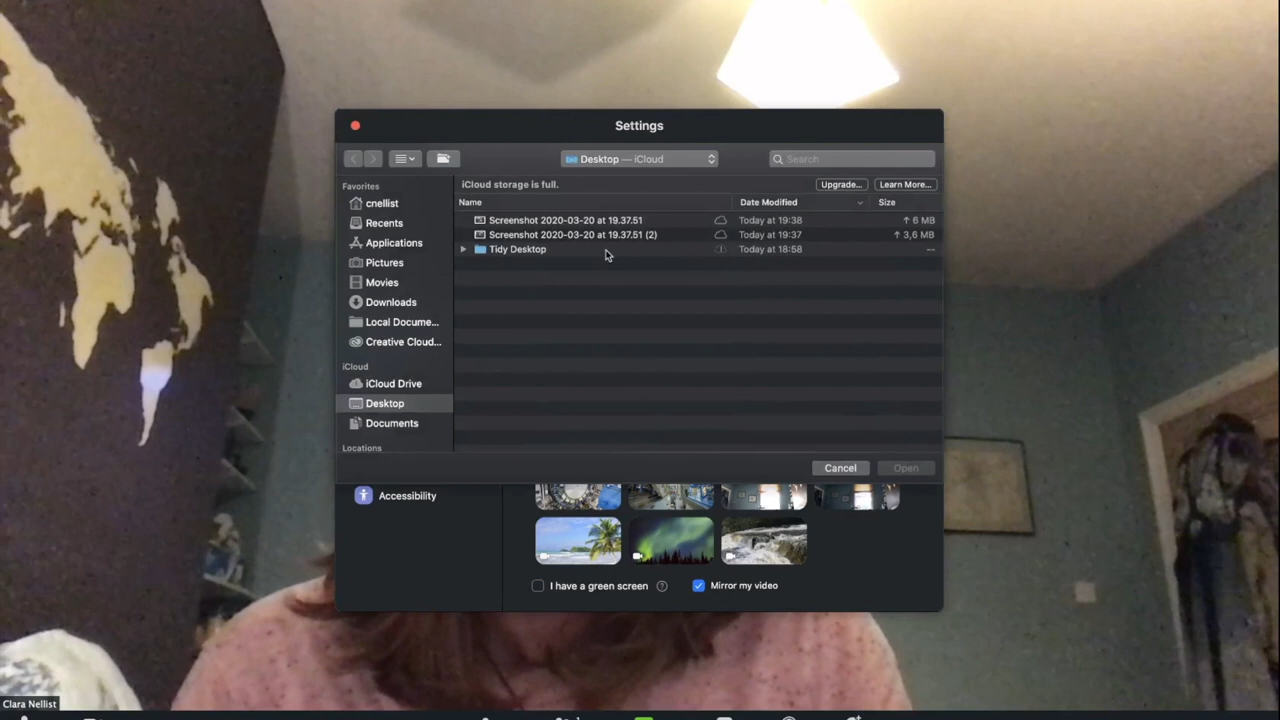 Settings
Desktop — iCloud
Search
Favorites
iCloud storage is full.
Upgrade...
Learn More...
Name
Date Modified
Size
cnellist
Screenshot 2020-03-20 at 19.37.51
Today at 19:38
↑ 6 MB
Recents
Screenshot 2020-03-20 at 19.37.51 (2)
Today at 19:37
↑ 3,6 MB
Applications
Tidy Desktop
Today at 18:58
--
Pictures
Movies
Downloads
Local Docume...
Creative Cloud...
iCloud
iCloud Drive
Desktop
Documents
Locations
Cancel
Open
Accessibility
I have a green screen
?
Mirror my video
Clara Nellist